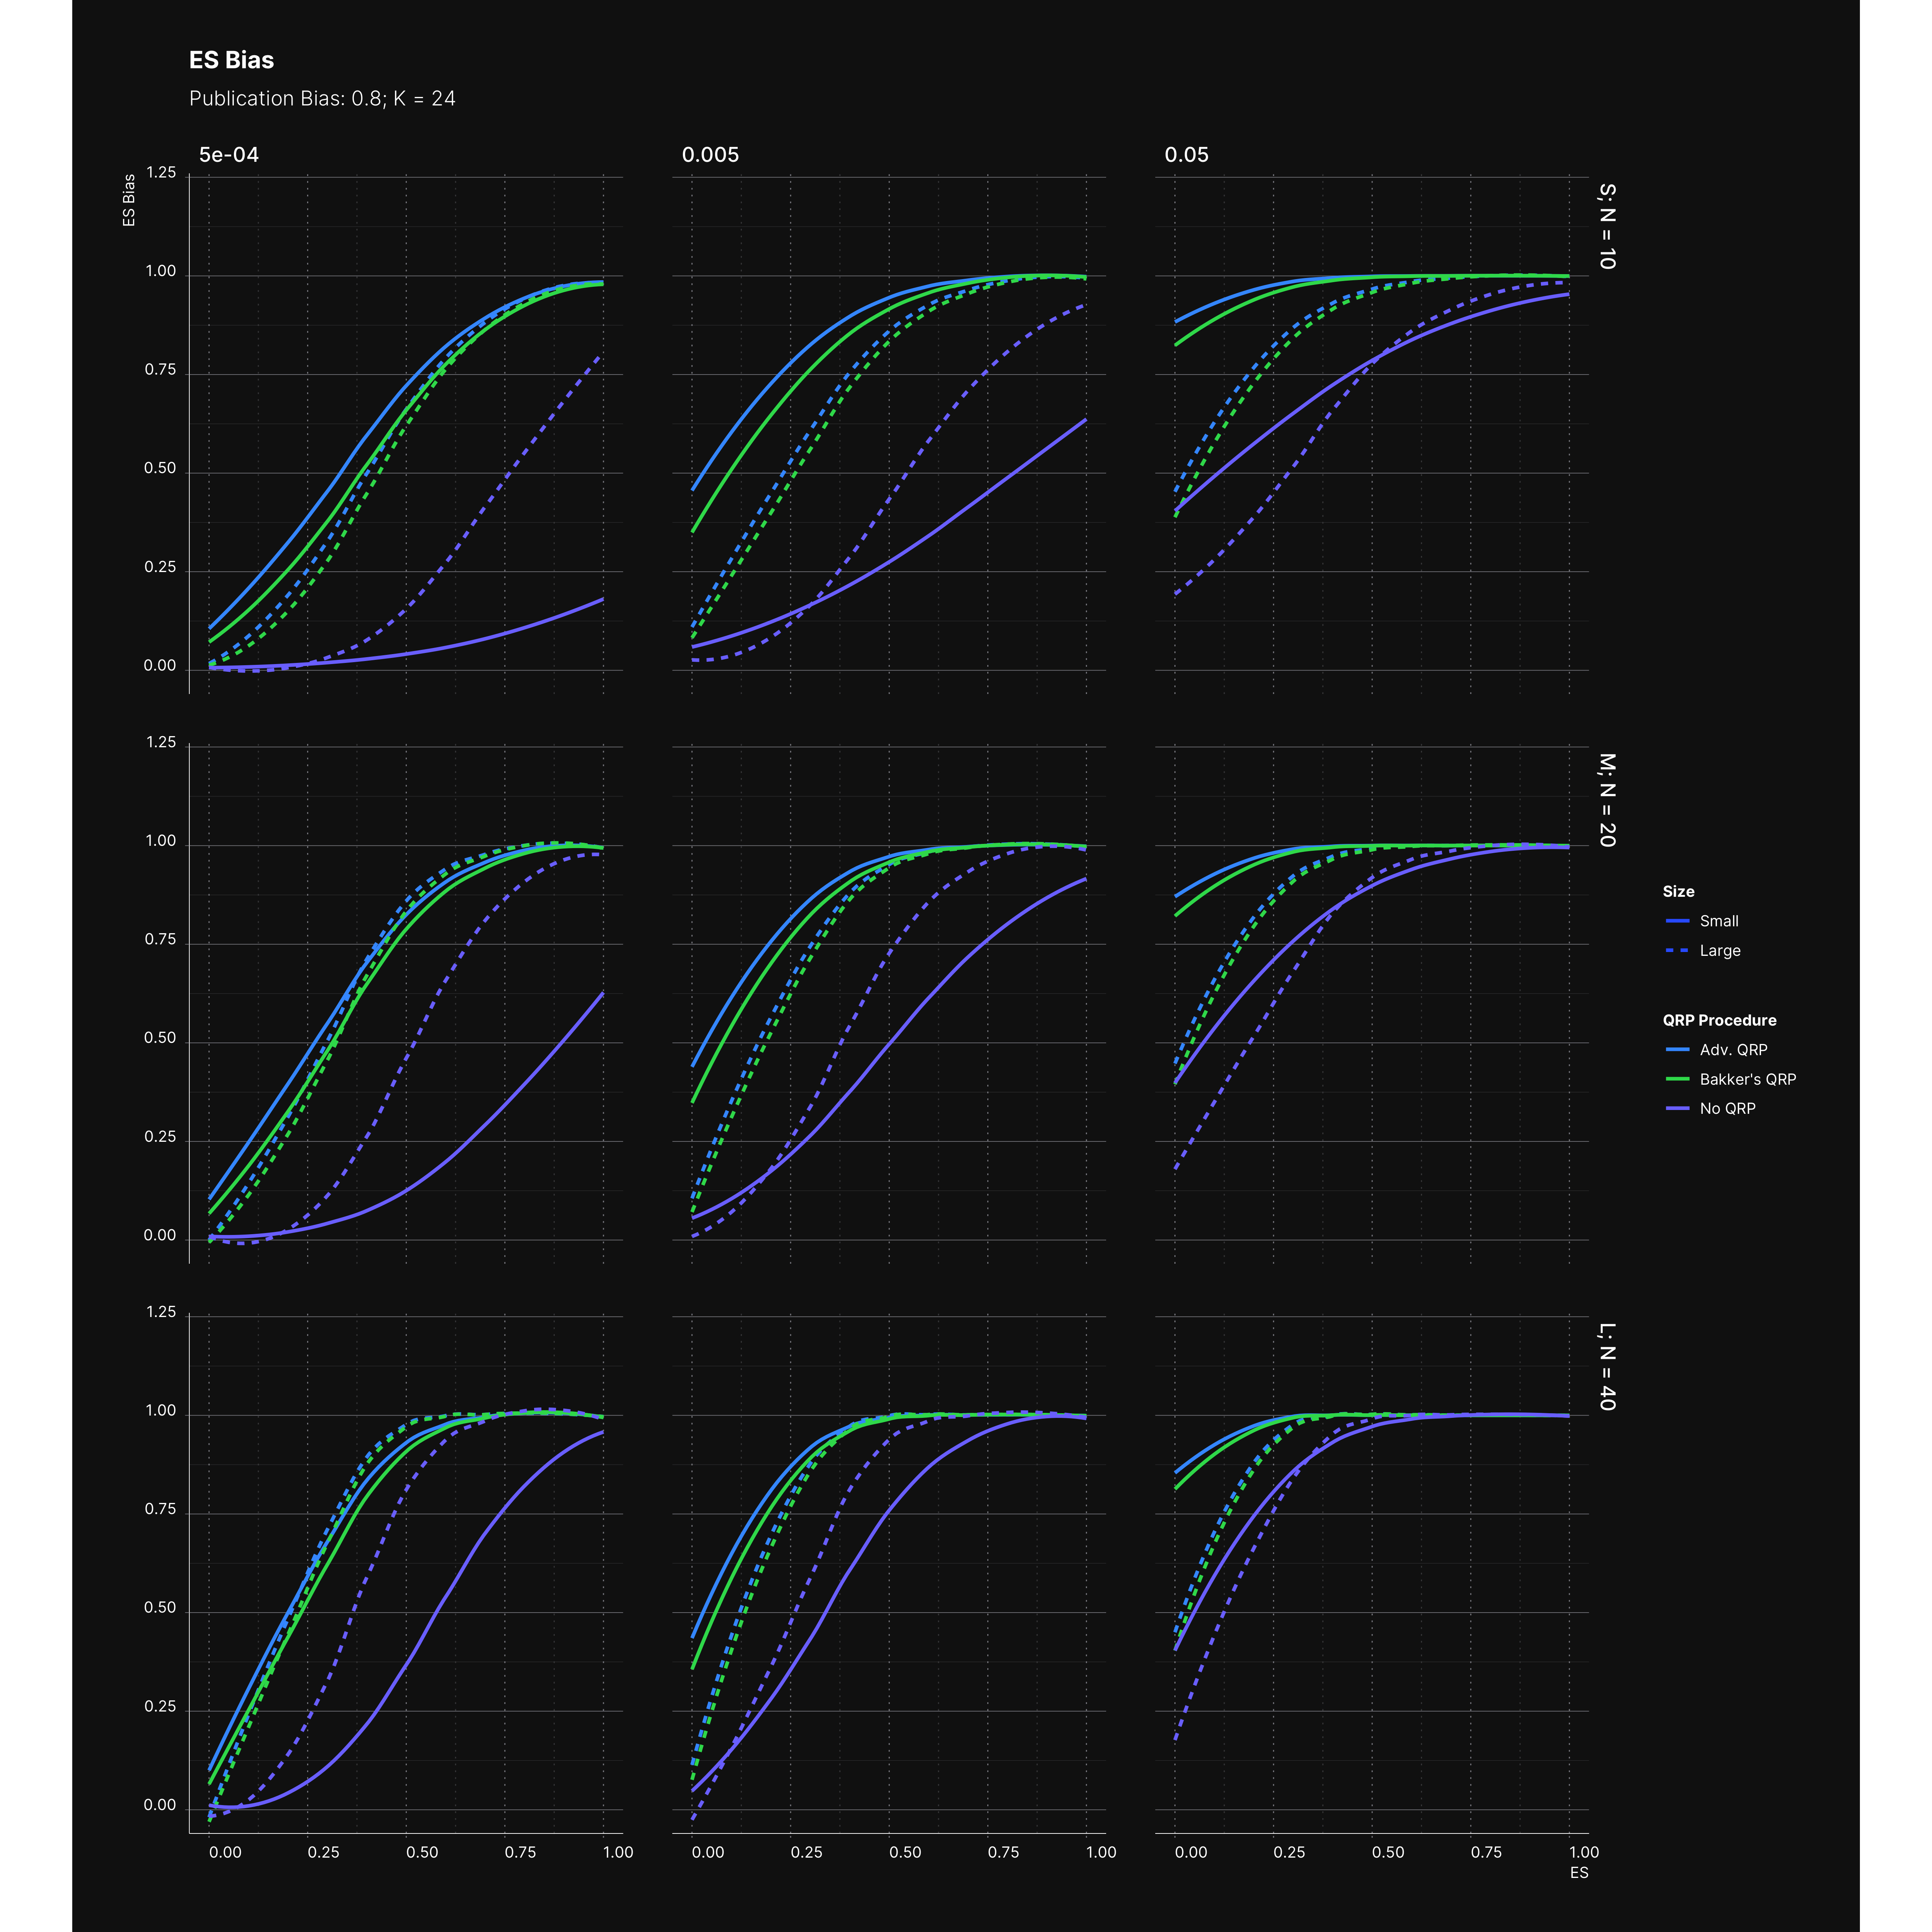 ES Bias
Publication Bias: 0.8; K = 24
5e-04
0.005
0.05
ES Bias
1.25
1.00
0.75
0.50
0.25
0.00
S; N = 10
1.25
1.00
0.75
0.50
0.25
0.00
M; N = 20
1.25
1.00
0.75
0.50
0.25
0.00
L; N = 40
0.00 0.25 0.50 0.75 1.00
0.00 0.25 0.50 0.75 1.00
0.00 0.25 0.50 0.75 1.00
ES
Size
Small
Large
QRP Procedure
Adv. QRP
Bakker's QRP
No QRP